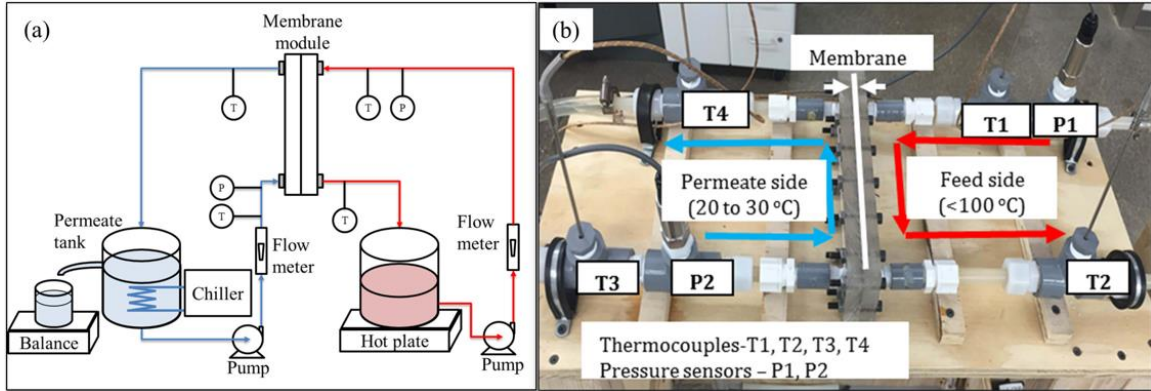 (a)
Membrane
module
T
T
P
P
T
T
Permeate
tank
Flow
meter
Flow
meter
Chiller
Balance
Pump
Hot plate
Pump
(b)
Membrane
T4
T1
P1
Permeate side
(20 to 30 ºC)
Feed side
(<100 ºC)
T3
P2
T2
Thermocouples-T1, T2, T3, T4
Pressure sensors – P1, P2